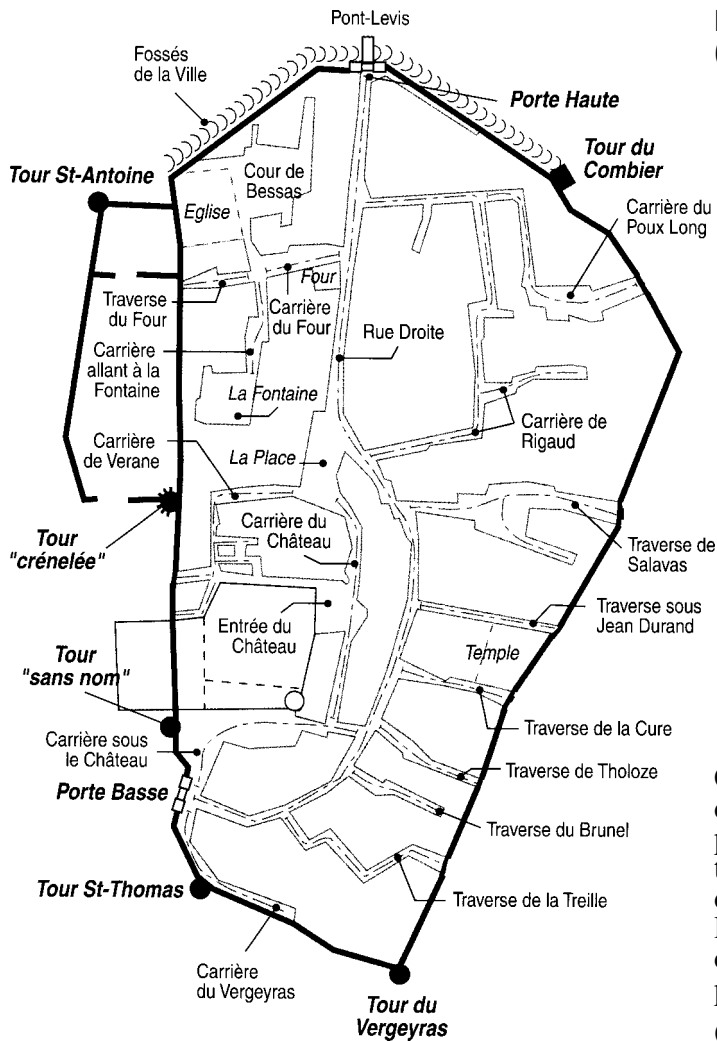 Pont-Levis
Fossés
de la Ville
Porte Haute
Tour du
Combier
Tour St-Antoine
Cour de
Bessas
Eglise
Carrière du
Poux Long
Four
Traverse
du Four
Carrière
du Four
Rue Droite
Carrière
allant à la
Fontaine
La Fontaine
Carrière de
Rigaud
Carrière
de Verane
La Place
Carrière du
Château
Tour
"crénelée"
Traverse de
Salavas
Traverse sous
Jean Durand
Entrée du
Château
Temple
Tour
"sans nom"
Traverse de la Cure
Carrière sous
le Château
Traverse de Tholoze
Porte Basse
Traverse du Brunel
Tour St-Thomas
Traverse de la Treille
Carrière
du Vergeyras
Tour du
Vergeyras